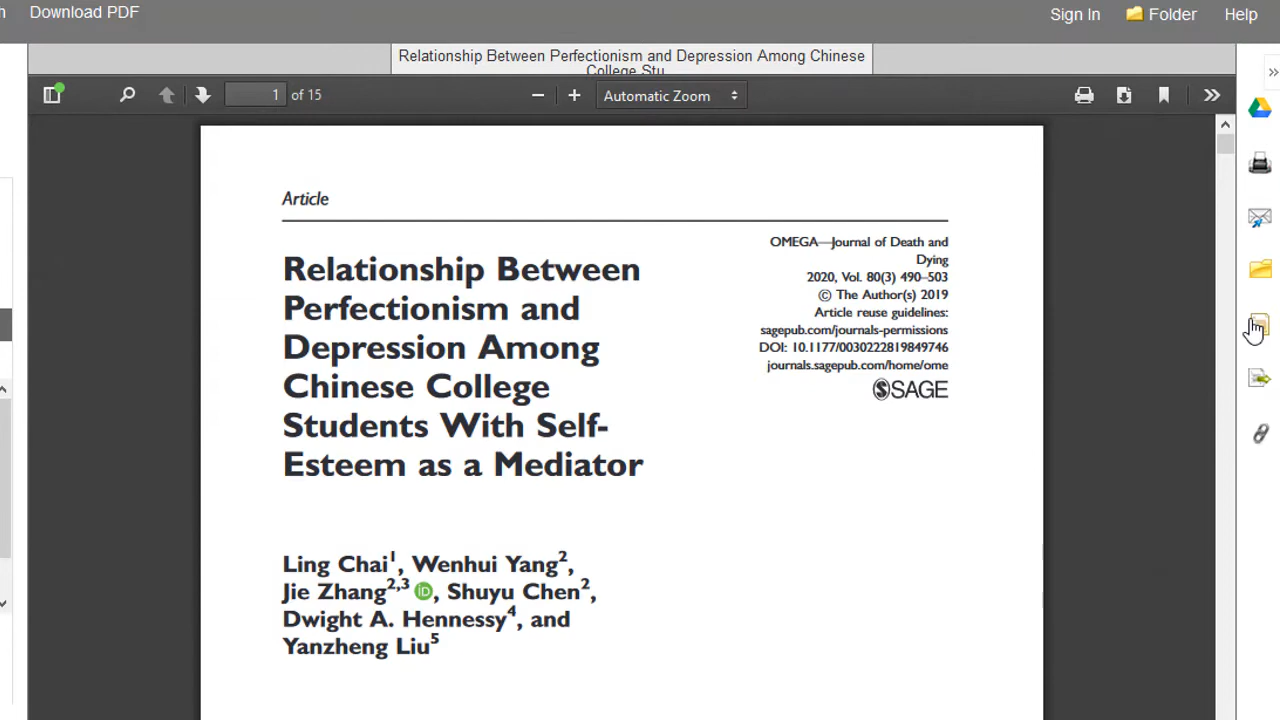 Download PDF
Sign In Folder Help
Relationship Between Perfectionism and Depression Among Chinese
College Stu
1 of 15
Automatic Zoom
Article
OMEGA—Journal of Death and
Dying
2020, Vol. 80(3) 490–503
© The Author(s) 2019
Article reuse guidelines:
sagepub.com/journals-permissions
DOI: 10.1177/0030222819849746
journals.sagepub.com/home/ome
SAGE
Relationship Between
Perfectionism and
Depression Among
Chinese College
Students With Self-
Esteem as a Mediator
Ling Chai1, Wenhui Yang2,
Jie Zhang2,3 iD, Shuyu Chen2,
Dwight A. Hennessy4, and
Yanzheng Liu5